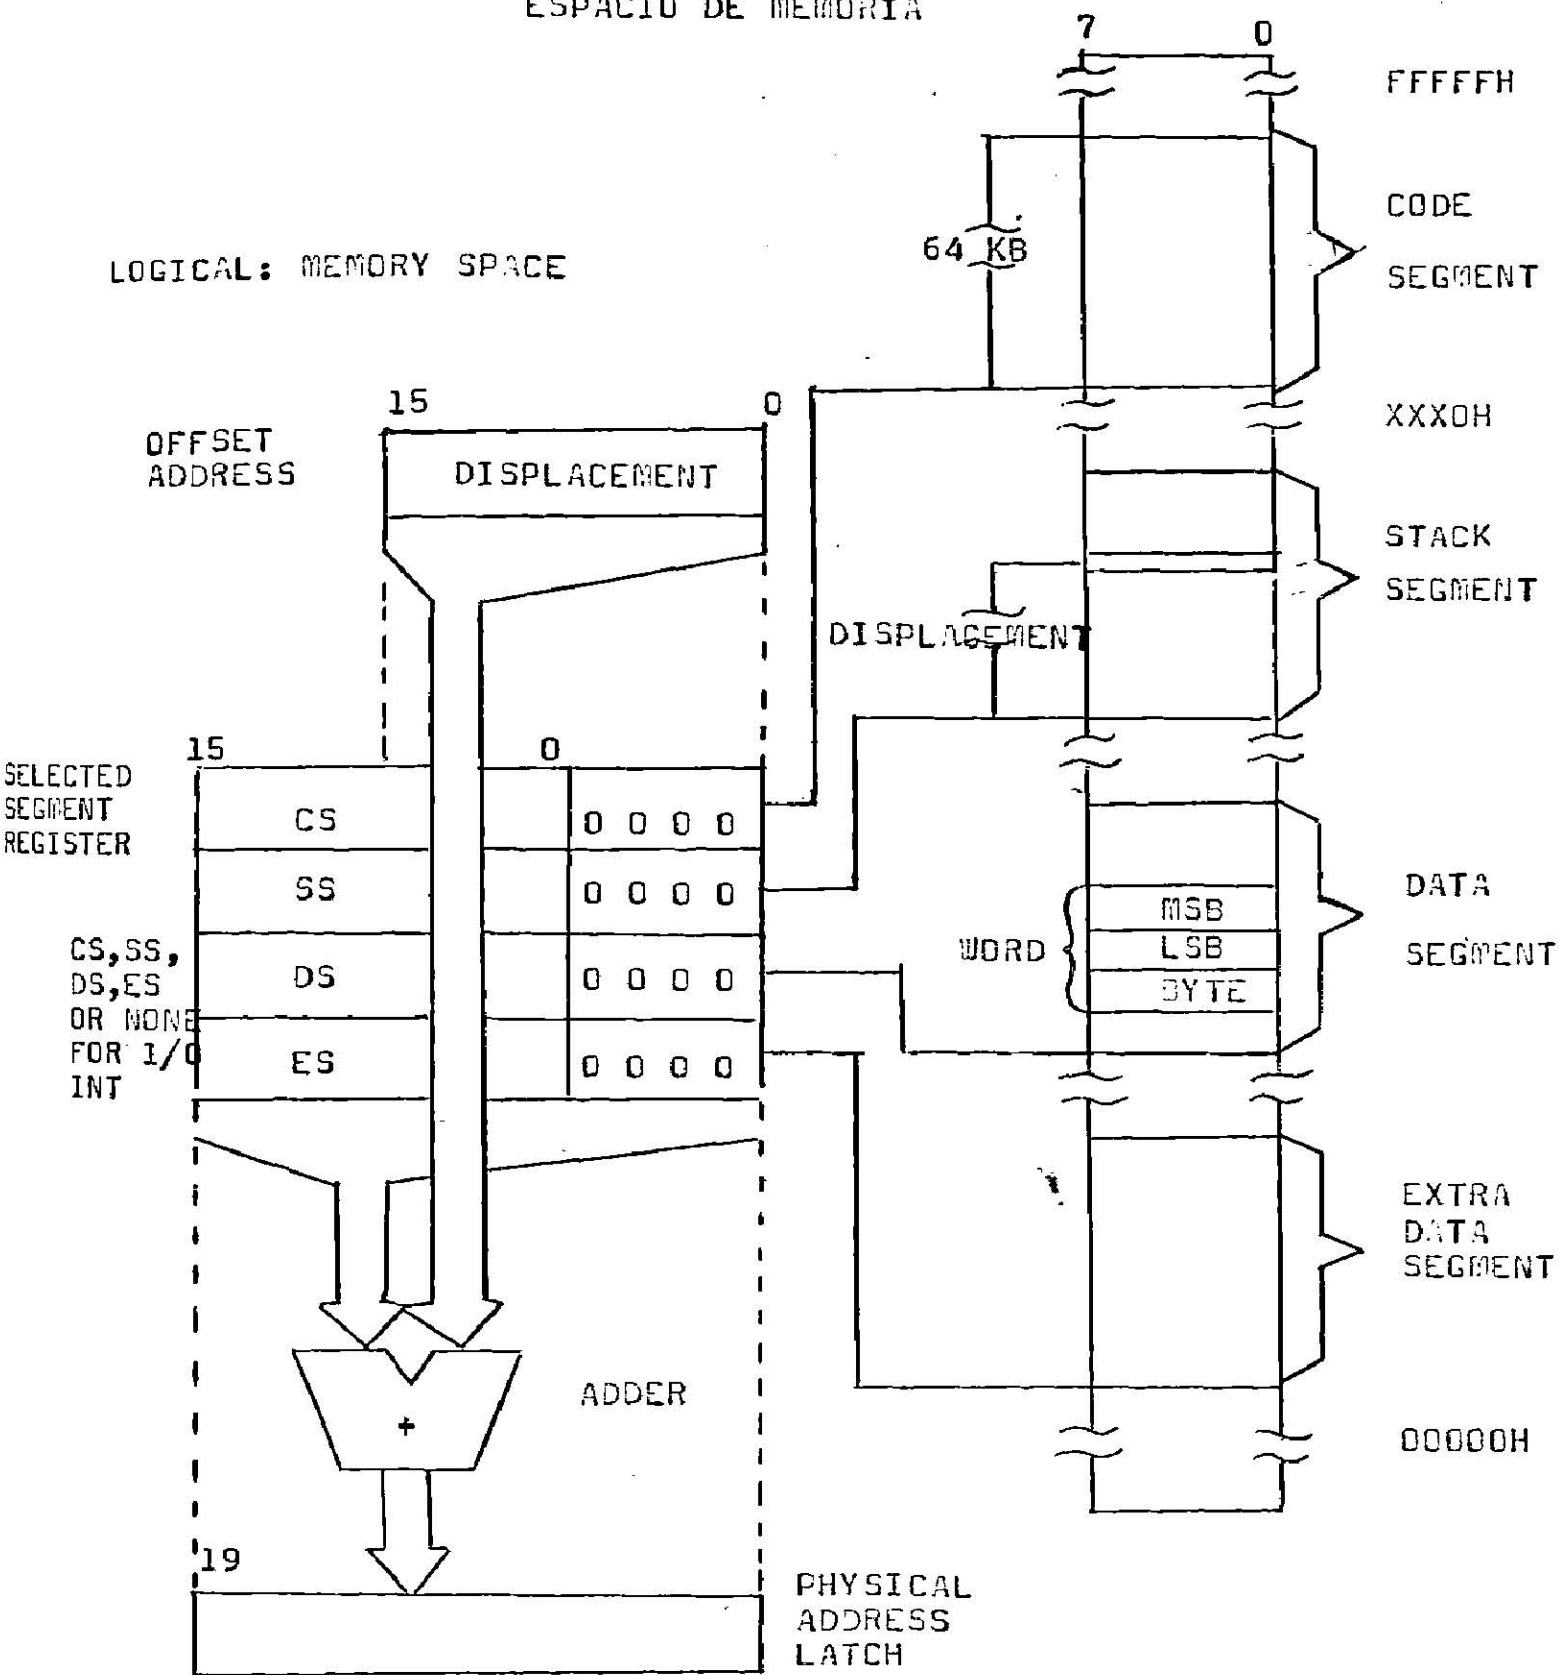 ESPACIO DE MEMORIA
7 0
FFFFFH
CODE
SEGMENT
64 KB
LOGICAL: MEMORY SPACE
XXX0H
15 0
OFFSET
ADDRESS
DISPLACEMENT
STACK
SEGMENT
DISPLACEMENT
15 0
SELECTED
SEGMENT
REGISTER
CS 0 0 0 0
SS 0 0 0 0
DS 0 0 0 0
ES 0 0 0 0
CS,SS,
DS,ES
OR NONE
FOR I/O
INT
WORD
MSB
LSB
BYTE
DATA
SEGMENT
EXTRA
DATA
SEGMENT
+
ADDER
00000H
19
PHYSICAL
ADDRESS
LATCH